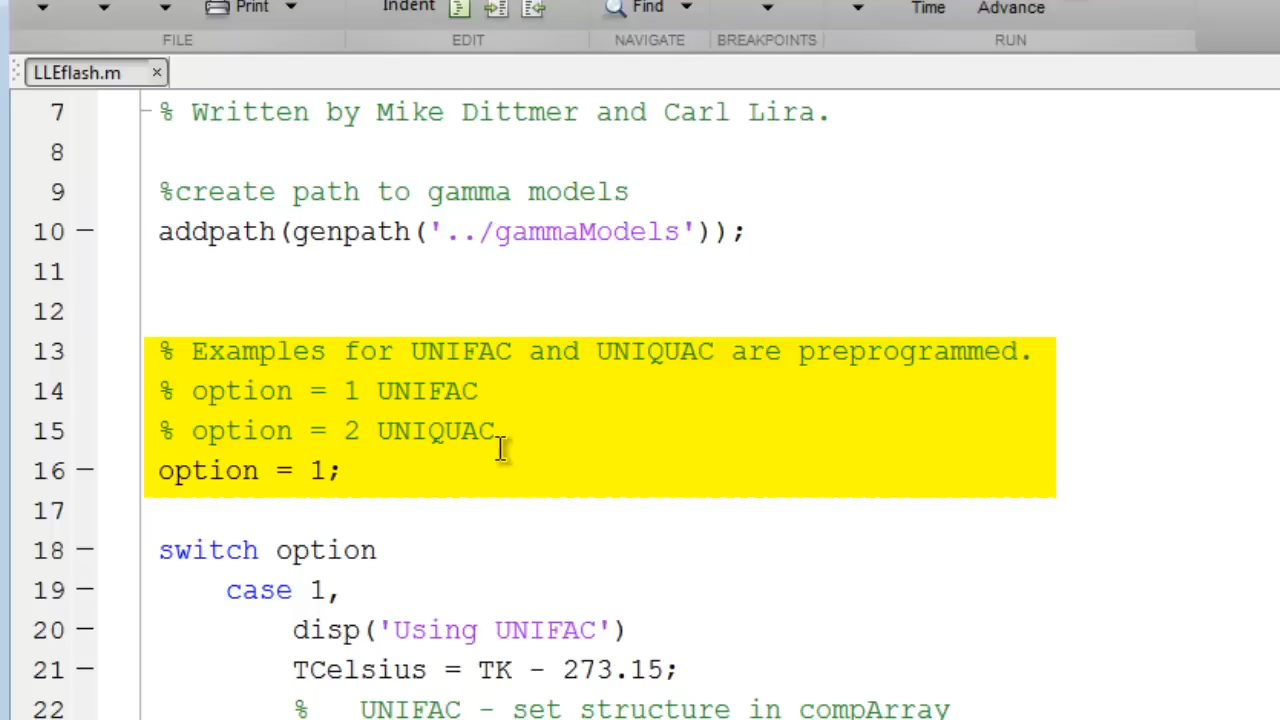 Print Indent Find Time Advance
FILE EDIT NAVIGATE BREAKPOINTS RUN
LLEflash.m ×
7 % Written by Mike Dittmer and Carl Lira.
8
9 %create path to gamma models
10 addpath(genpath('../gammaModels'));
11
12
13 % Examples for UNIFAC and UNIQUAC are preprogrammed.
14 % option = 1 UNIFAC
15 % option = 2 UNIQUAC
16 option = 1;
17
18 switch option
19 case 1,
20 disp('Using UNIFAC')
21 TCelsius = TK - 273.15;
22 % UNIFAC - set structure in compArray